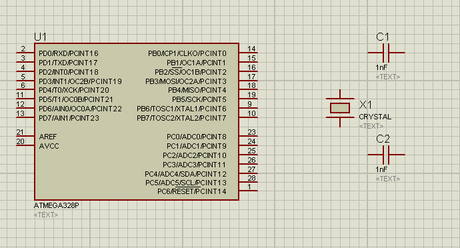 U1
2 PD0/RXD/PCINT16 PB0/ICP1/CLKO/PCINT0 14
3 PD1/TXD/PCINT17 PB1/OC1A/PCINT1 15
4 PD2/INT0/PCINT18 PB2/SS/OC1B/PCINT2 16
5 PD3/INT1/OC2B/PCINT19 PB3/MOSI/OC2A/PCINT3 17
6 PD4/T0/XCK/PCINT20 PB4/MISO/PCINT4 18
11 PD5/T1/OC0B/PCINT21 PB5/SCK/PCINT5 19
12 PD6/AIN0/OC0A/PCINT22 PB6/TOSC1/XTAL1/PCINT6 9
13 PD7/AIN1/PCINT23 PB7/TOSC2/XTAL2/PCINT7 10
21 AREF PC0/ADC0/PCINT8 23
20 AVCC PC1/ADC1/PCINT9 24
PC2/ADC2/PCINT10 25
PC3/ADC3/PCINT11 26
PC4/ADC4/SDA/PCINT12 27
PC5/ADC5/SCL/PCINT13 28
PC6/RESET/PCINT14 1
ATMEGA328P
<TEXT>
C1
1nF
<TEXT>
X1
CRYSTAL
<TEXT>
C2
1nF
<TEXT>